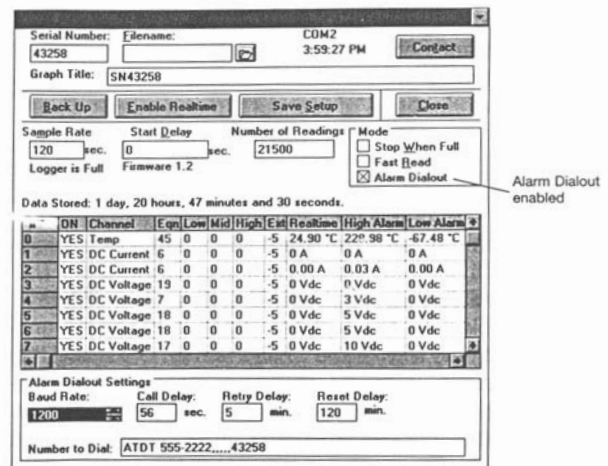 Serial Number: Filename: COM2
43258 3:59:27 PM Contact
Graph Title: SN43258
Back Up Enable Realtime Save Setup Close
Sample Rate Start Delay Number of Readings Mode
120 sec. 0 sec. 21500 Stop When Full
Logger is Full Firmware 1.2 Fast Read
Alarm Dialout
Alarm Dialout
enabled
Data Stored: 1 day, 20 hours, 47 minutes and 30 seconds.
ON Channel Eqn Low Mid High Ext Realtime High Alarm Low Alarm
0 YES Temp 45 0 0 0 -5 24.90 °C 229.98 °C -67.48 °C
1 YES DC Current 6 0 0 0 -5 0 A 0 A 0 A
2 YES DC Current 6 0 0 0 -5 0.00 A 0.03 A 0.00 A
3 YES DC Voltage 19 0 0 0 -5 0 Vdc 0 Vdc 0 Vdc
4 YES DC Voltage 7 0 0 0 -5 0 Vdc 3 Vdc 0 Vdc
5 YES DC Voltage 18 0 0 0 -5 0 Vdc 5 Vdc 0 Vdc
6 YES DC Voltage 18 0 0 0 -5 0 Vdc 5 Vdc 0 Vdc
7 YES DC Voltage 17 0 0 0 -5 0 Vdc 10 Vdc 0 Vdc
Alarm Dialout Settings
Baud Rate: Call Delay: Retry Delay: Reset Delay:
1200 56 sec. 5 min. 120 min.
Number to Dial: ATDT 555-2222,,,,,43258